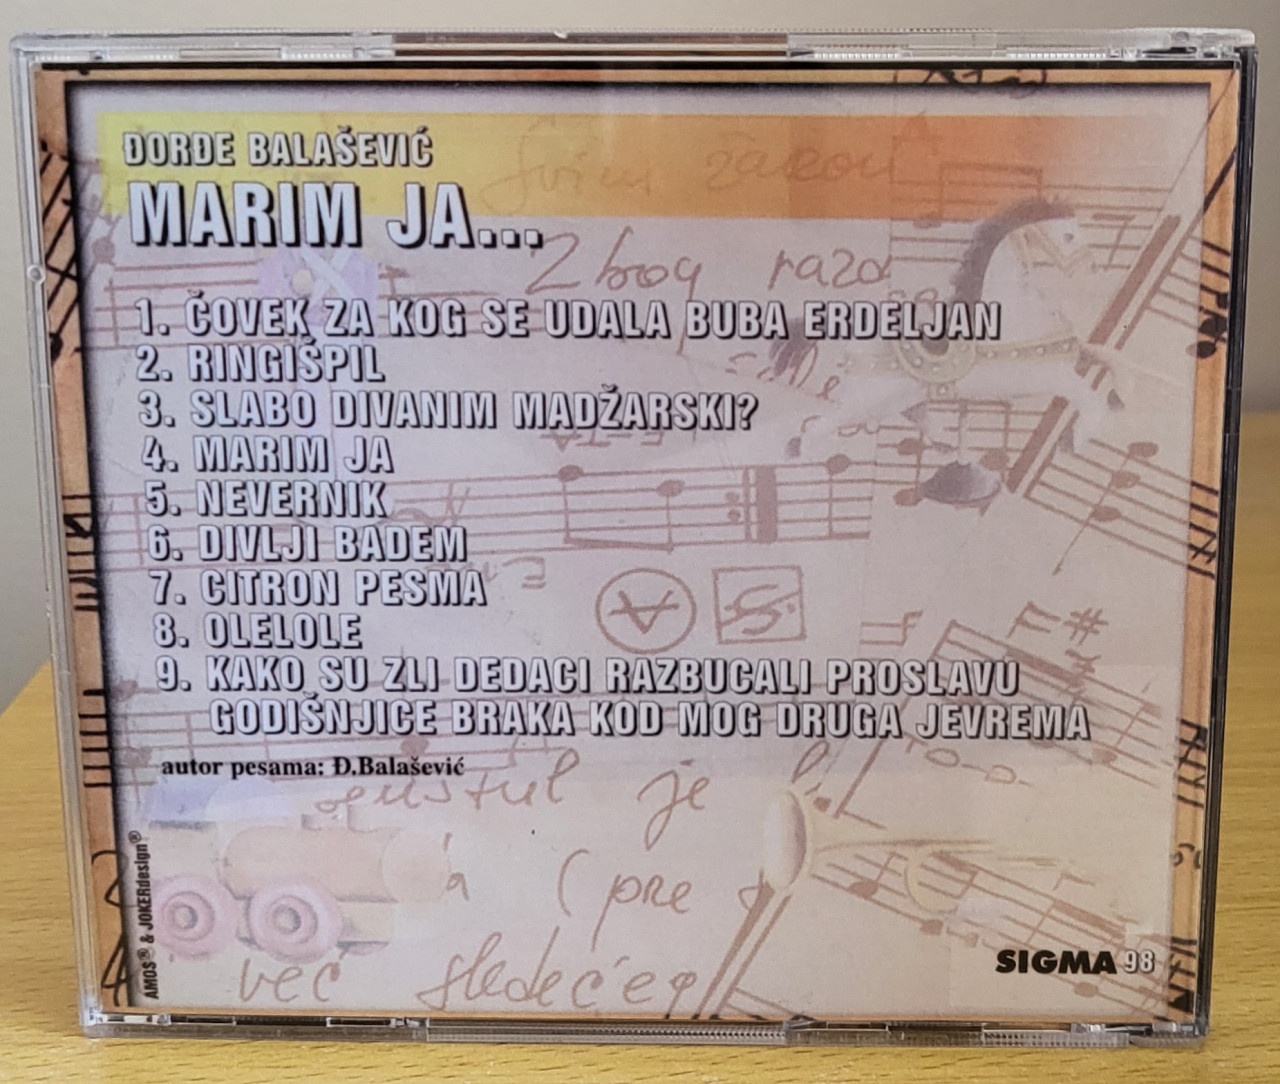 ĐORĐE BALAŠEVIĆ
MARIM JA...
1. ČOVEK ZA KOG SE UDALA BUBA ERDELJAN
2. RINGIŠPIL
3. SLABO DIVANIM MADŽARSKI?
4. MARIM JA
5. NEVERNIK
6. DIVLJI BADEM
7. CITRON PESMA
8. OLELOLE
9. KAKO SU ZLI DEDACI RAZBUCALI PROSLAVU
GODIŠNJICE BRAKA KOD MOG DRUGA JEVREMA
autor pesama: Đ.Balašević
AMOS® & JOKERdesign®
SIGMA 98
Svim
Zbog
F#
je
(pre
već sledećeg